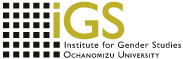 iGS
Institute for Gender Studies
Ochanomizu University